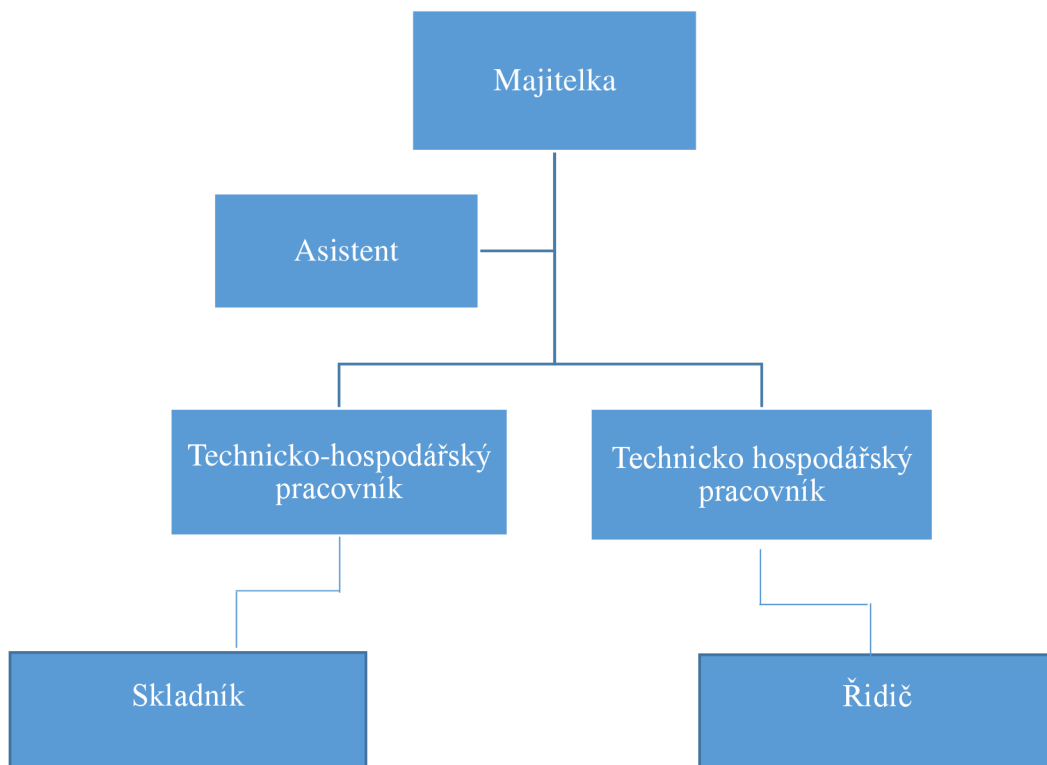 Majitelka
Asistent
Technicko-hospodářský
pracovník
Technicko hospodářský
pracovník
Skladník
Řidič